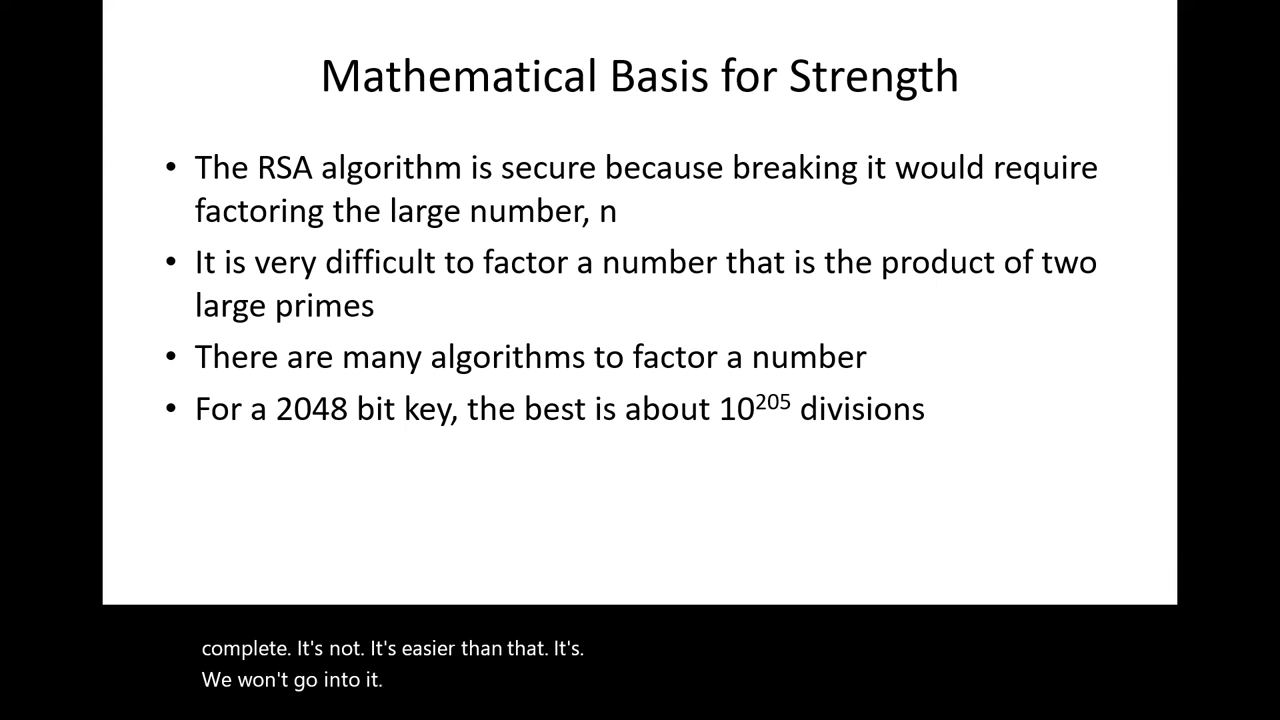 Mathematical Basis for Strength
• The RSA algorithm is secure because breaking it would require
factoring the large number, n
• It is very difficult to factor a number that is the product of two
large primes
• There are many algorithms to factor a number
• For a 2048 bit key, the best is about 10²⁰⁵ divisions
complete. It's not. It's easier than that. It's.
We won't go into it.